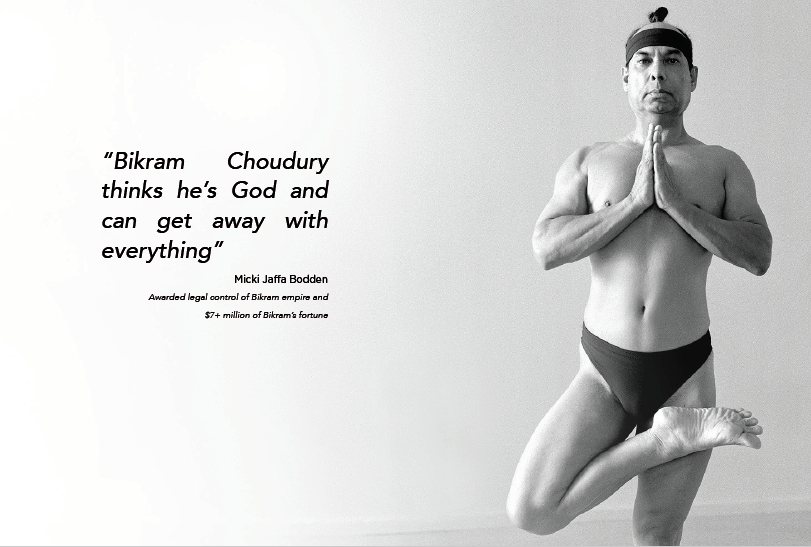 “Bikram Choudury
thinks he’s God and
can get away with
everything”
Micki Jaffa Bodden
Awarded legal control of Bikram empire and
$7+ million of Bikram’s fortune